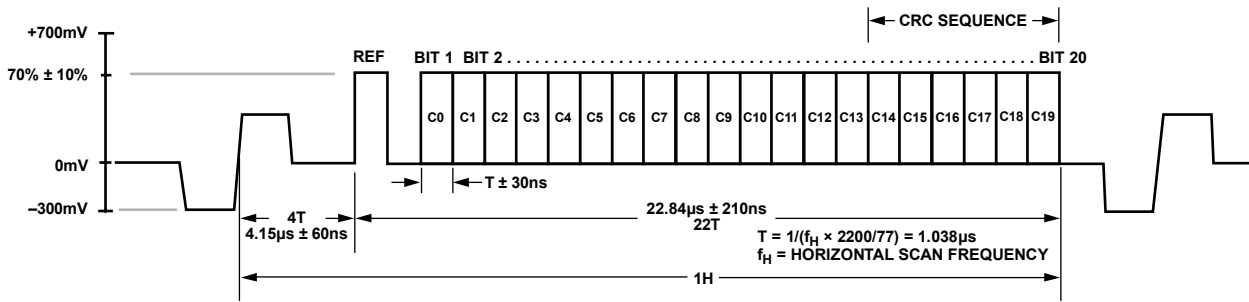 CRC SEQUENCE
+700mV
REF BIT 1 BIT 2 . . . . . . . . . . . . . . . . . . . . . . . . . . . . . . . . . . . . . . . . . . . . . . . . . . . . . . . . . . . . . . . . BIT 20
70% ± 10%
C0 C1 C2 C3 C4 C5 C6 C7 C8 C9 C10 C11 C12 C13 C14 C15 C16 C17 C18 C19
0mV
T ± 30ns
–300mV
4T
4.15µs ± 60ns
22.84µs ± 210ns
22T
T = 1/(fH × 2200/77) = 1.038µs
fH = HORIZONTAL SCAN FREQUENCY
1H